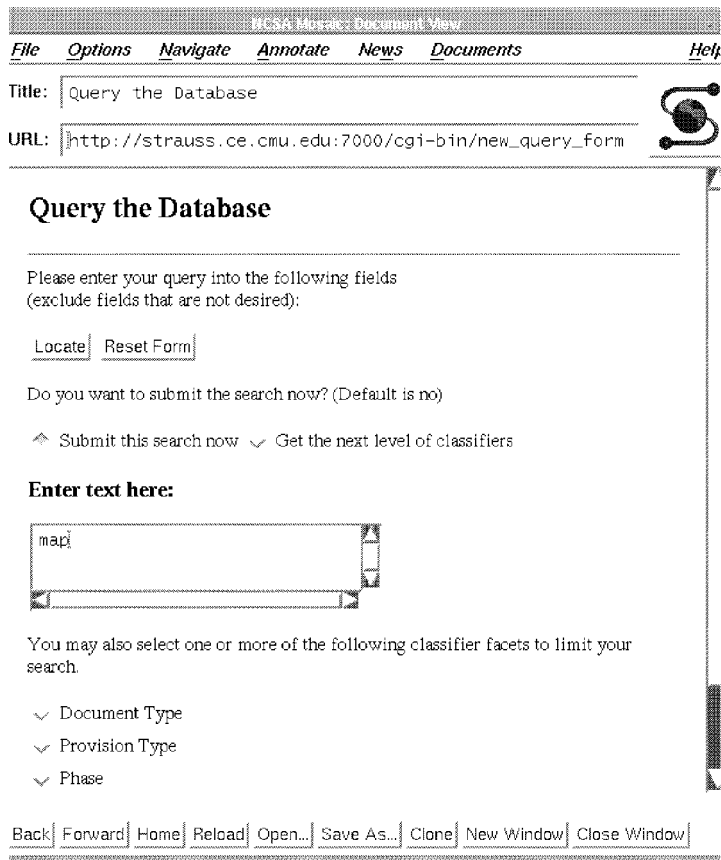 NCSA Mosaic: Document View
File Options Navigate Annotate News Documents Help
Title: Query the Database
URL: http://strauss.ce.cmu.edu:7000/cgi-bin/new_query_form
Query the Database
Please enter your query into the following fields
(exclude fields that are not desired):
Locate Reset Form
Do you want to submit the search now? (Default is no)
Submit this search now Get the next level of classifiers
Enter text here:
map
You may also select one or more of the following classifier facets to limit your
search.
Document Type
Provision Type
Phase
Back Forward Home Reload Open... Save As... Clone New Window Close Window